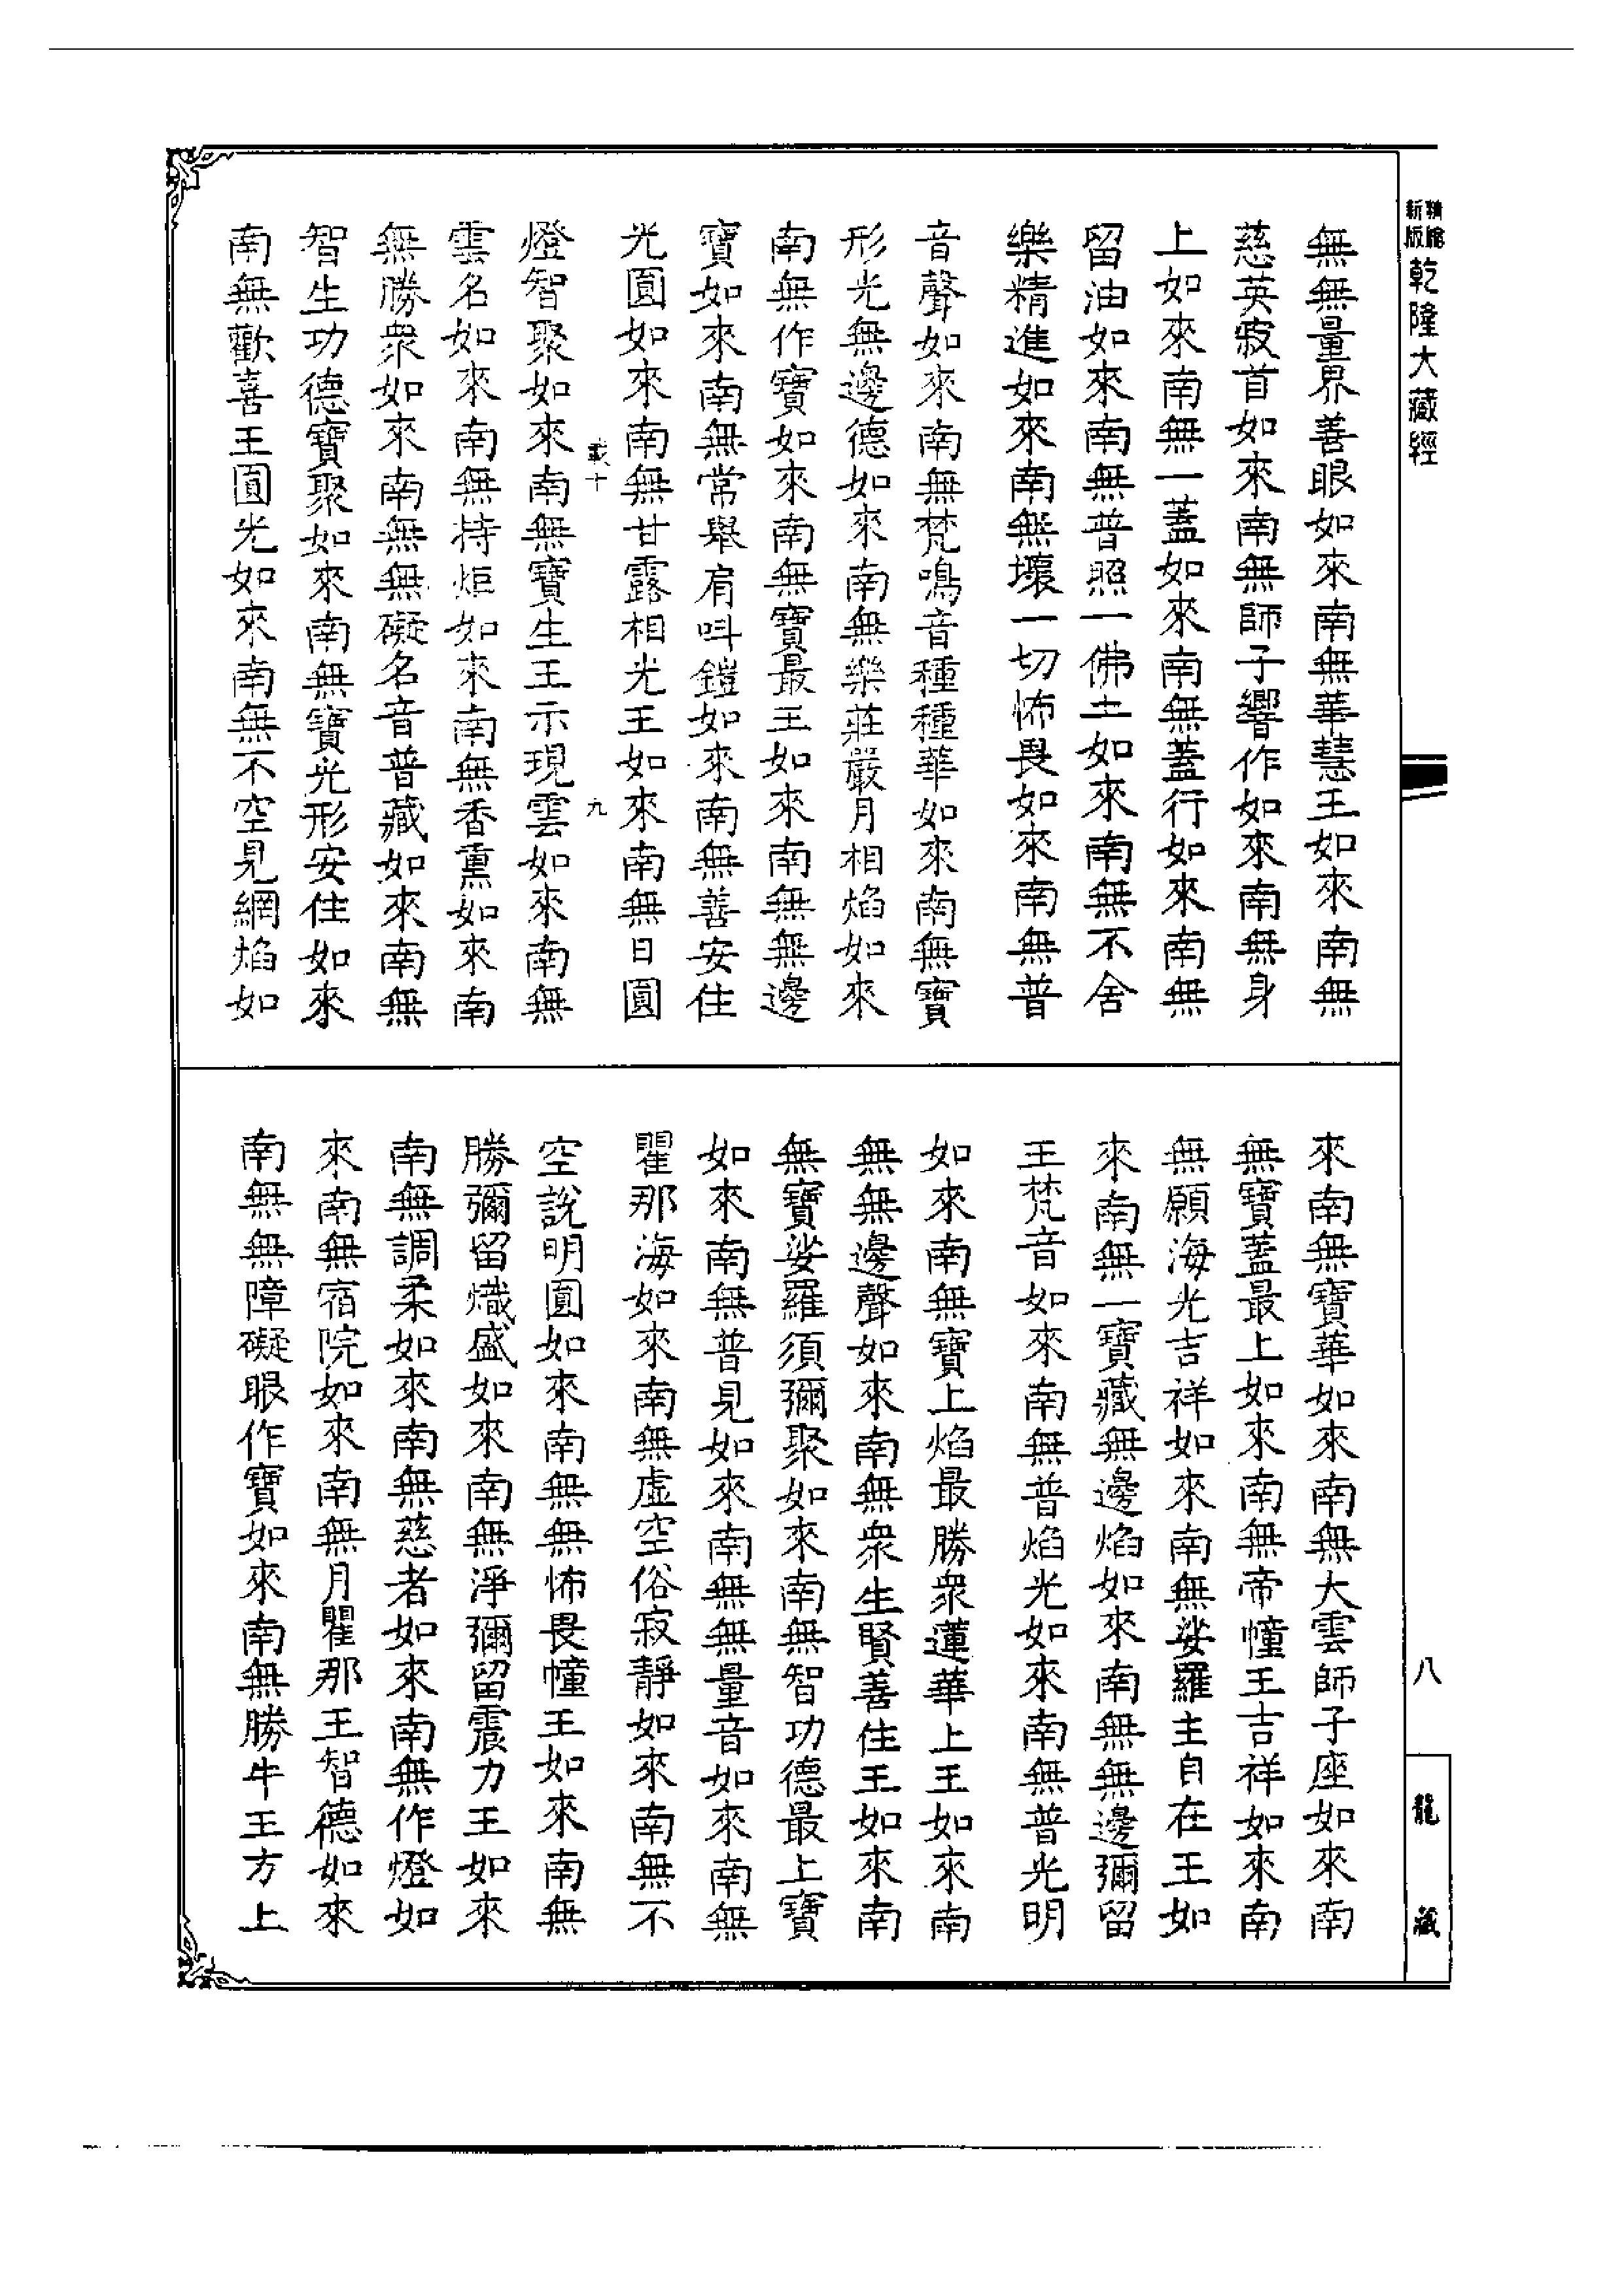 新版
精縮
乾隆大藏經
無無量界善眼如來南無華慧王如來南無
慈英寂首如來南無師子響作如來南無身
上如來南無一蓋如來南無蓋行如來南無
留油如來南無普照一佛土如來南無不舍
樂精進如來南無壞一切怖畏如來南無普
音聲如來南無梵鳴音種種華如來南無寶
形光無邊德如來南無樂莊嚴月相焰如來
南無作寶如來南無寶最王如來南無無邊
寶如來南無常舉肩呌鎧如來南無善安住
光圓如來南無甘露相光王如來南無日圓
九
燈智聚如來南無寶生王示現雲如來南無
雲名如來南無持炬如來南無香熏如來南
無勝衆如來南無無礙名音普藏如來南無
智生功德寶聚如來南無寶光形安住如來
南無歡喜王圓光如來南無不空見網焰如
來南無寶華如來南無大雲師子座如來南
無寶蓋最上如來南無帝幢王吉祥如來南
無願海光吉祥如來南無娑羅主自在王如
來南無一寶藏無邊焰如來南無無邊彌留
王梵音如來南無普焰光如來南無普光明
如來南無寶上焰最勝衆蓮華上王如來南
無無邊聲如來南無衆生賢善住王如來南
無寶娑羅須彌聚如來南無智功德最上寶
如來南無普見如來南無無量音如來南無
瞿那海如來南無虛空俗寂靜如來南無不
空說明圓如來南無無怖畏幢王如來南無
勝彌留熾盛如來南無淨彌留震力王如來
南無調柔如來南無慈者如來南無作燈如
來南無宿院如來南無月瞿那王智德如來
南無障礙眼作寶如來南無勝牛王方上
八
龍藏